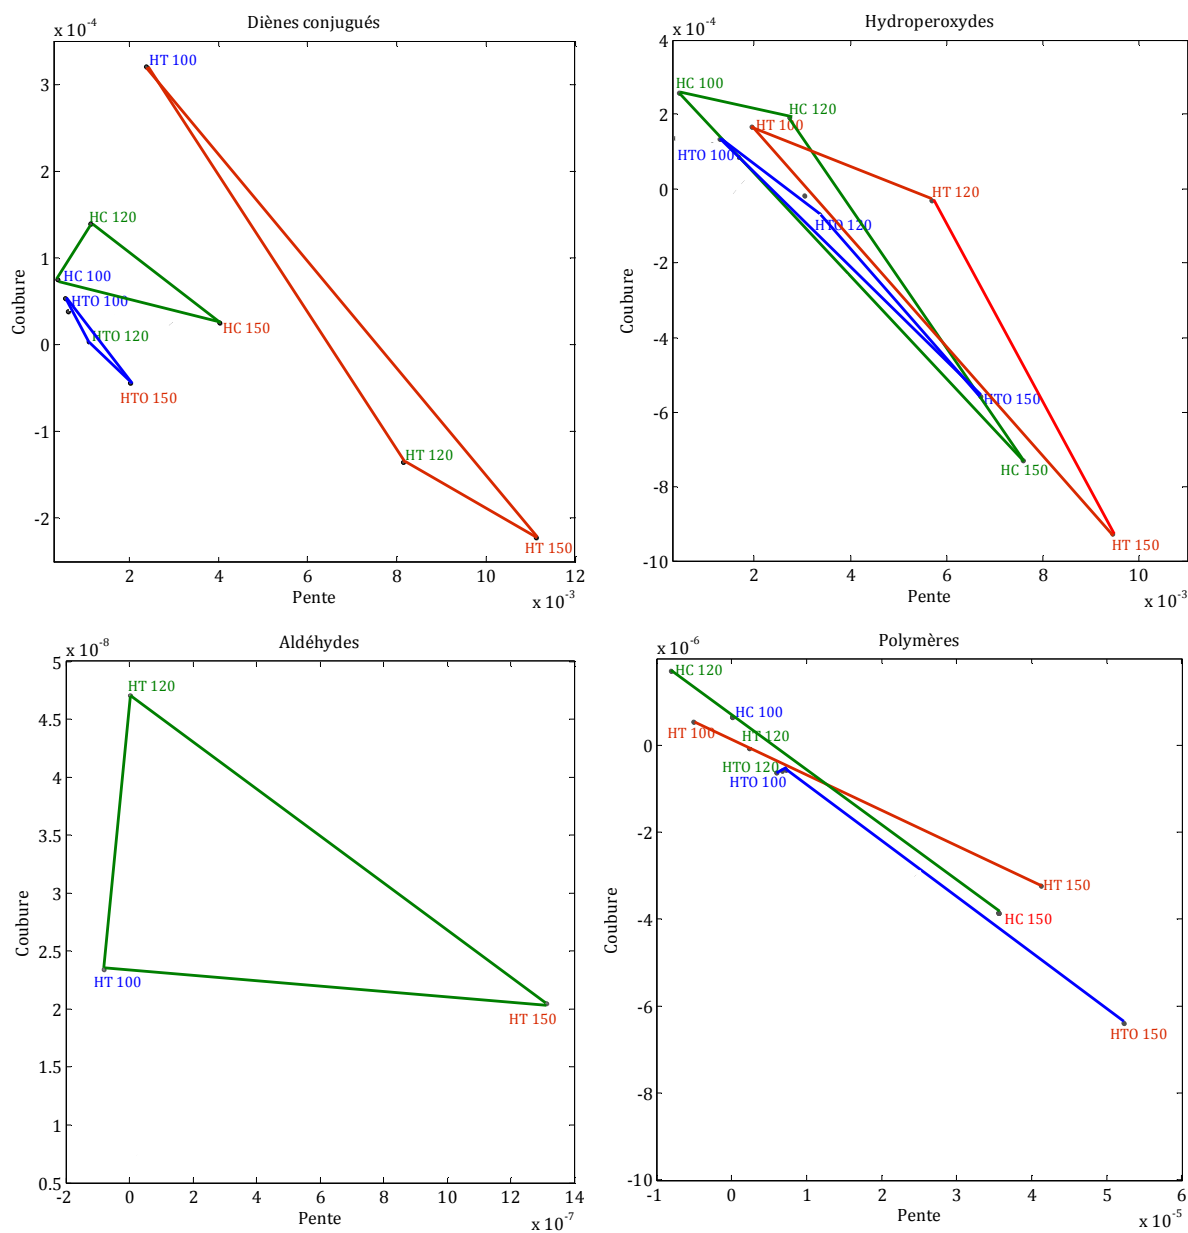 Diènes conjugués
x 10-4
3
2
1
0
-1
-2
Coubure
HT 100
HC 120
HC 100
HTO 100
HC 150
HTO 120
HTO 150
HT 120
HT 150
2
4
6
8
10
12
Pente
x 10-3
Hydroperoxydes
x 10-4
4
2
0
-2
-4
-6
-8
-10
Coubure
HC 100
HC 120
HT 100
HTO 100
HT 120
HTO 120
HTO 150
HC 150
HT 150
2
4
6
8
10
Pente
x 10-3
Aldéhydes
x 10-8
5
4.5
4
3.5
3
2.5
2
1.5
1
0.5
Coubure
HT 120
HT 100
HT 150
-2
0
2
4
6
8
10
12
14
Pente
x 10-7
Polymères
x 10-6
0
-2
-4
-6
-8
-10
Coubure
HC 120
HC 100
HT 100
HT 120
HTO 120
HTO 100
HT 150
HC 150
HTO 150
-1
0
1
2
3
4
5
6
Pente
x 10-5